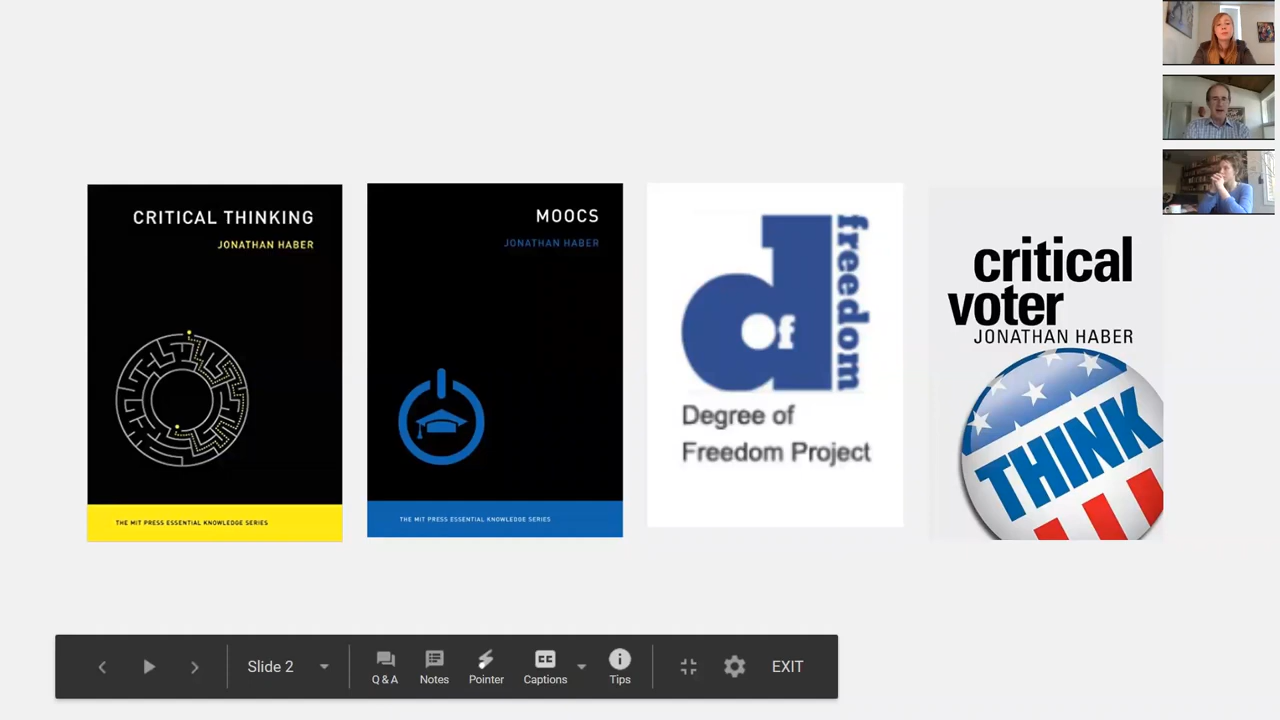 CRITICAL THINKING
JONATHAN HABER
THE MIT PRESS ESSENTIAL KNOWLEDGE SERIES
MOOCS
JONATHAN HABER
THE MIT PRESS ESSENTIAL KNOWLEDGE SERIES
d of freedom
Degree of
Freedom Project
critical
voter
JONATHAN HABER
THINK
Slide 2
Q & A
Notes
Pointer
CC
Captions
Tips
EXIT